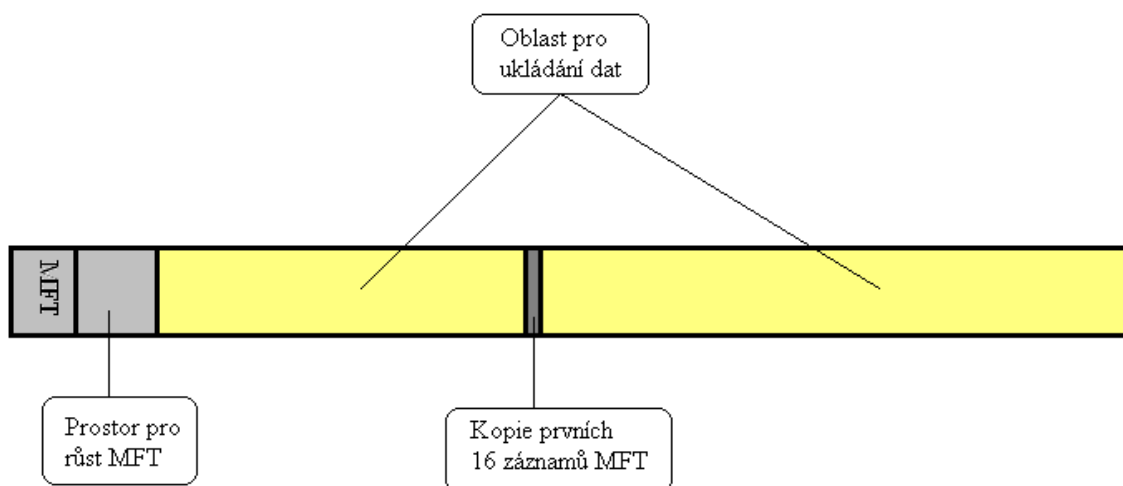 Oblast pro
ukládání dat
MFT
Prostor pro
růst MFT
Kopie prvních
16 záznamů MFT